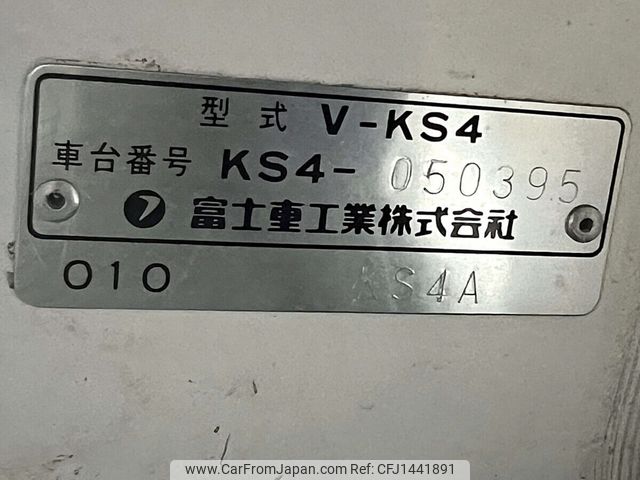 型式 V-KS4
車台番号 KS4-050395
富士重工業株式会社
010 KS4A
www.CarFromJapan.com - CFJ1441891